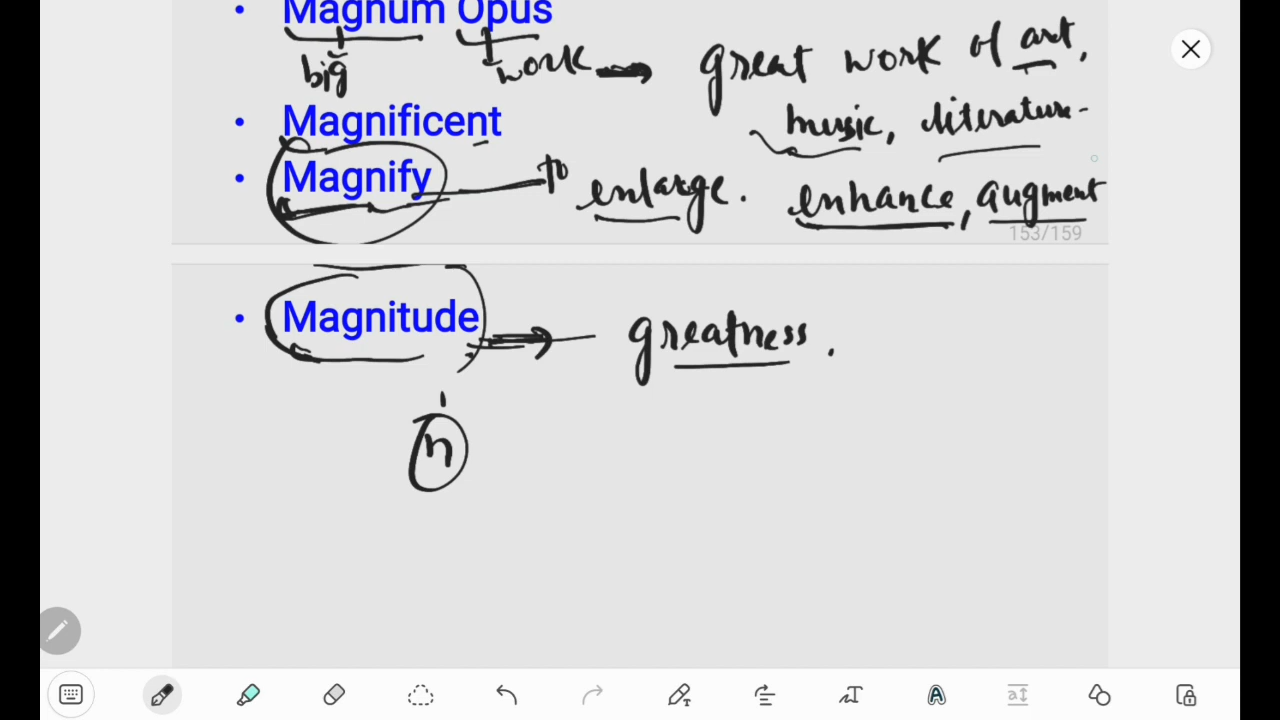 • Magnum Opus
big work → great work of art,
• Magnificent music, literature-
• Magnify → to enlarge. enhance, augment
153/159
• Magnitude ⇒ greatness.
n